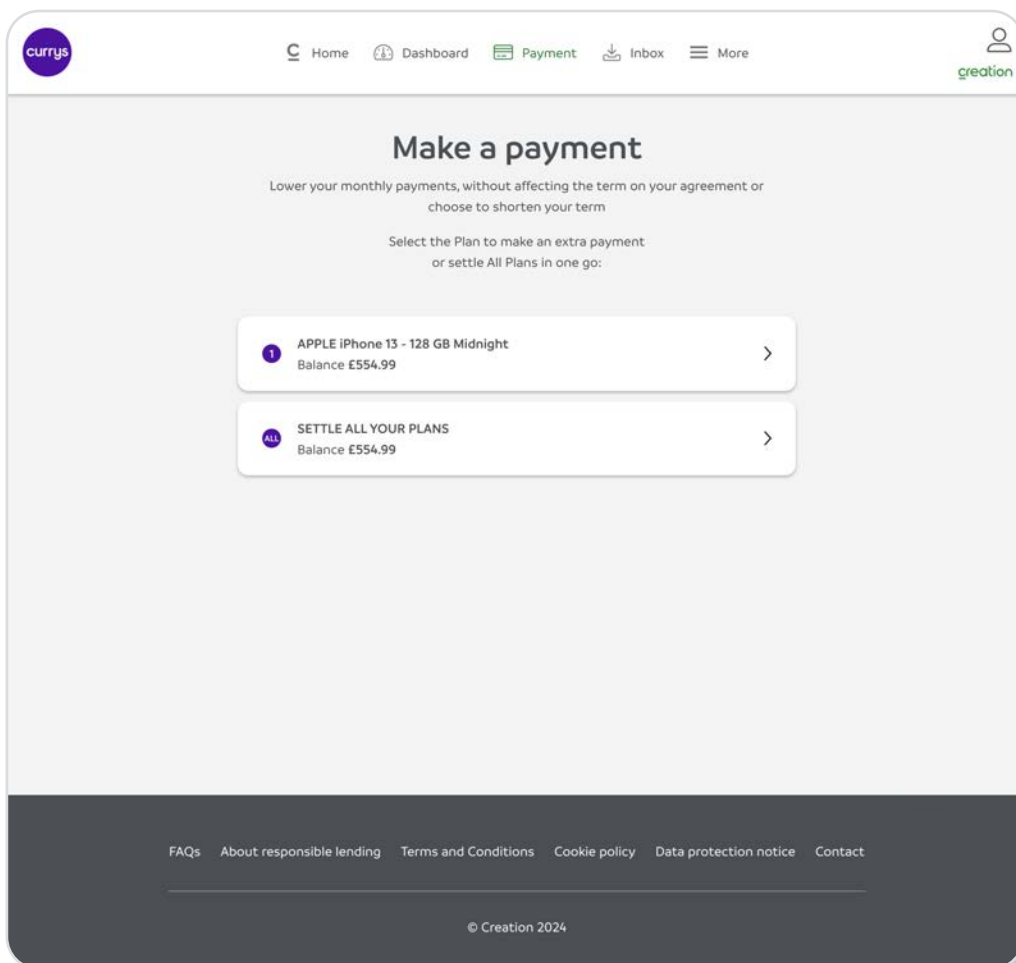 currys
Home Dashboard Payment Inbox More
creation
Make a payment
Lower your monthly payments, without affecting the term on your agreement or
choose to shorten your term
Select the Plan to make an extra payment
or settle All Plans in one go:
1
APPLE iPhone 13 - 128 GB Midnight
Balance £554.99
ALL
SETTLE ALL YOUR PLANS
Balance £554.99
FAQs About responsible lending Terms and Conditions Cookie policy Data protection notice Contact
© Creation 2024